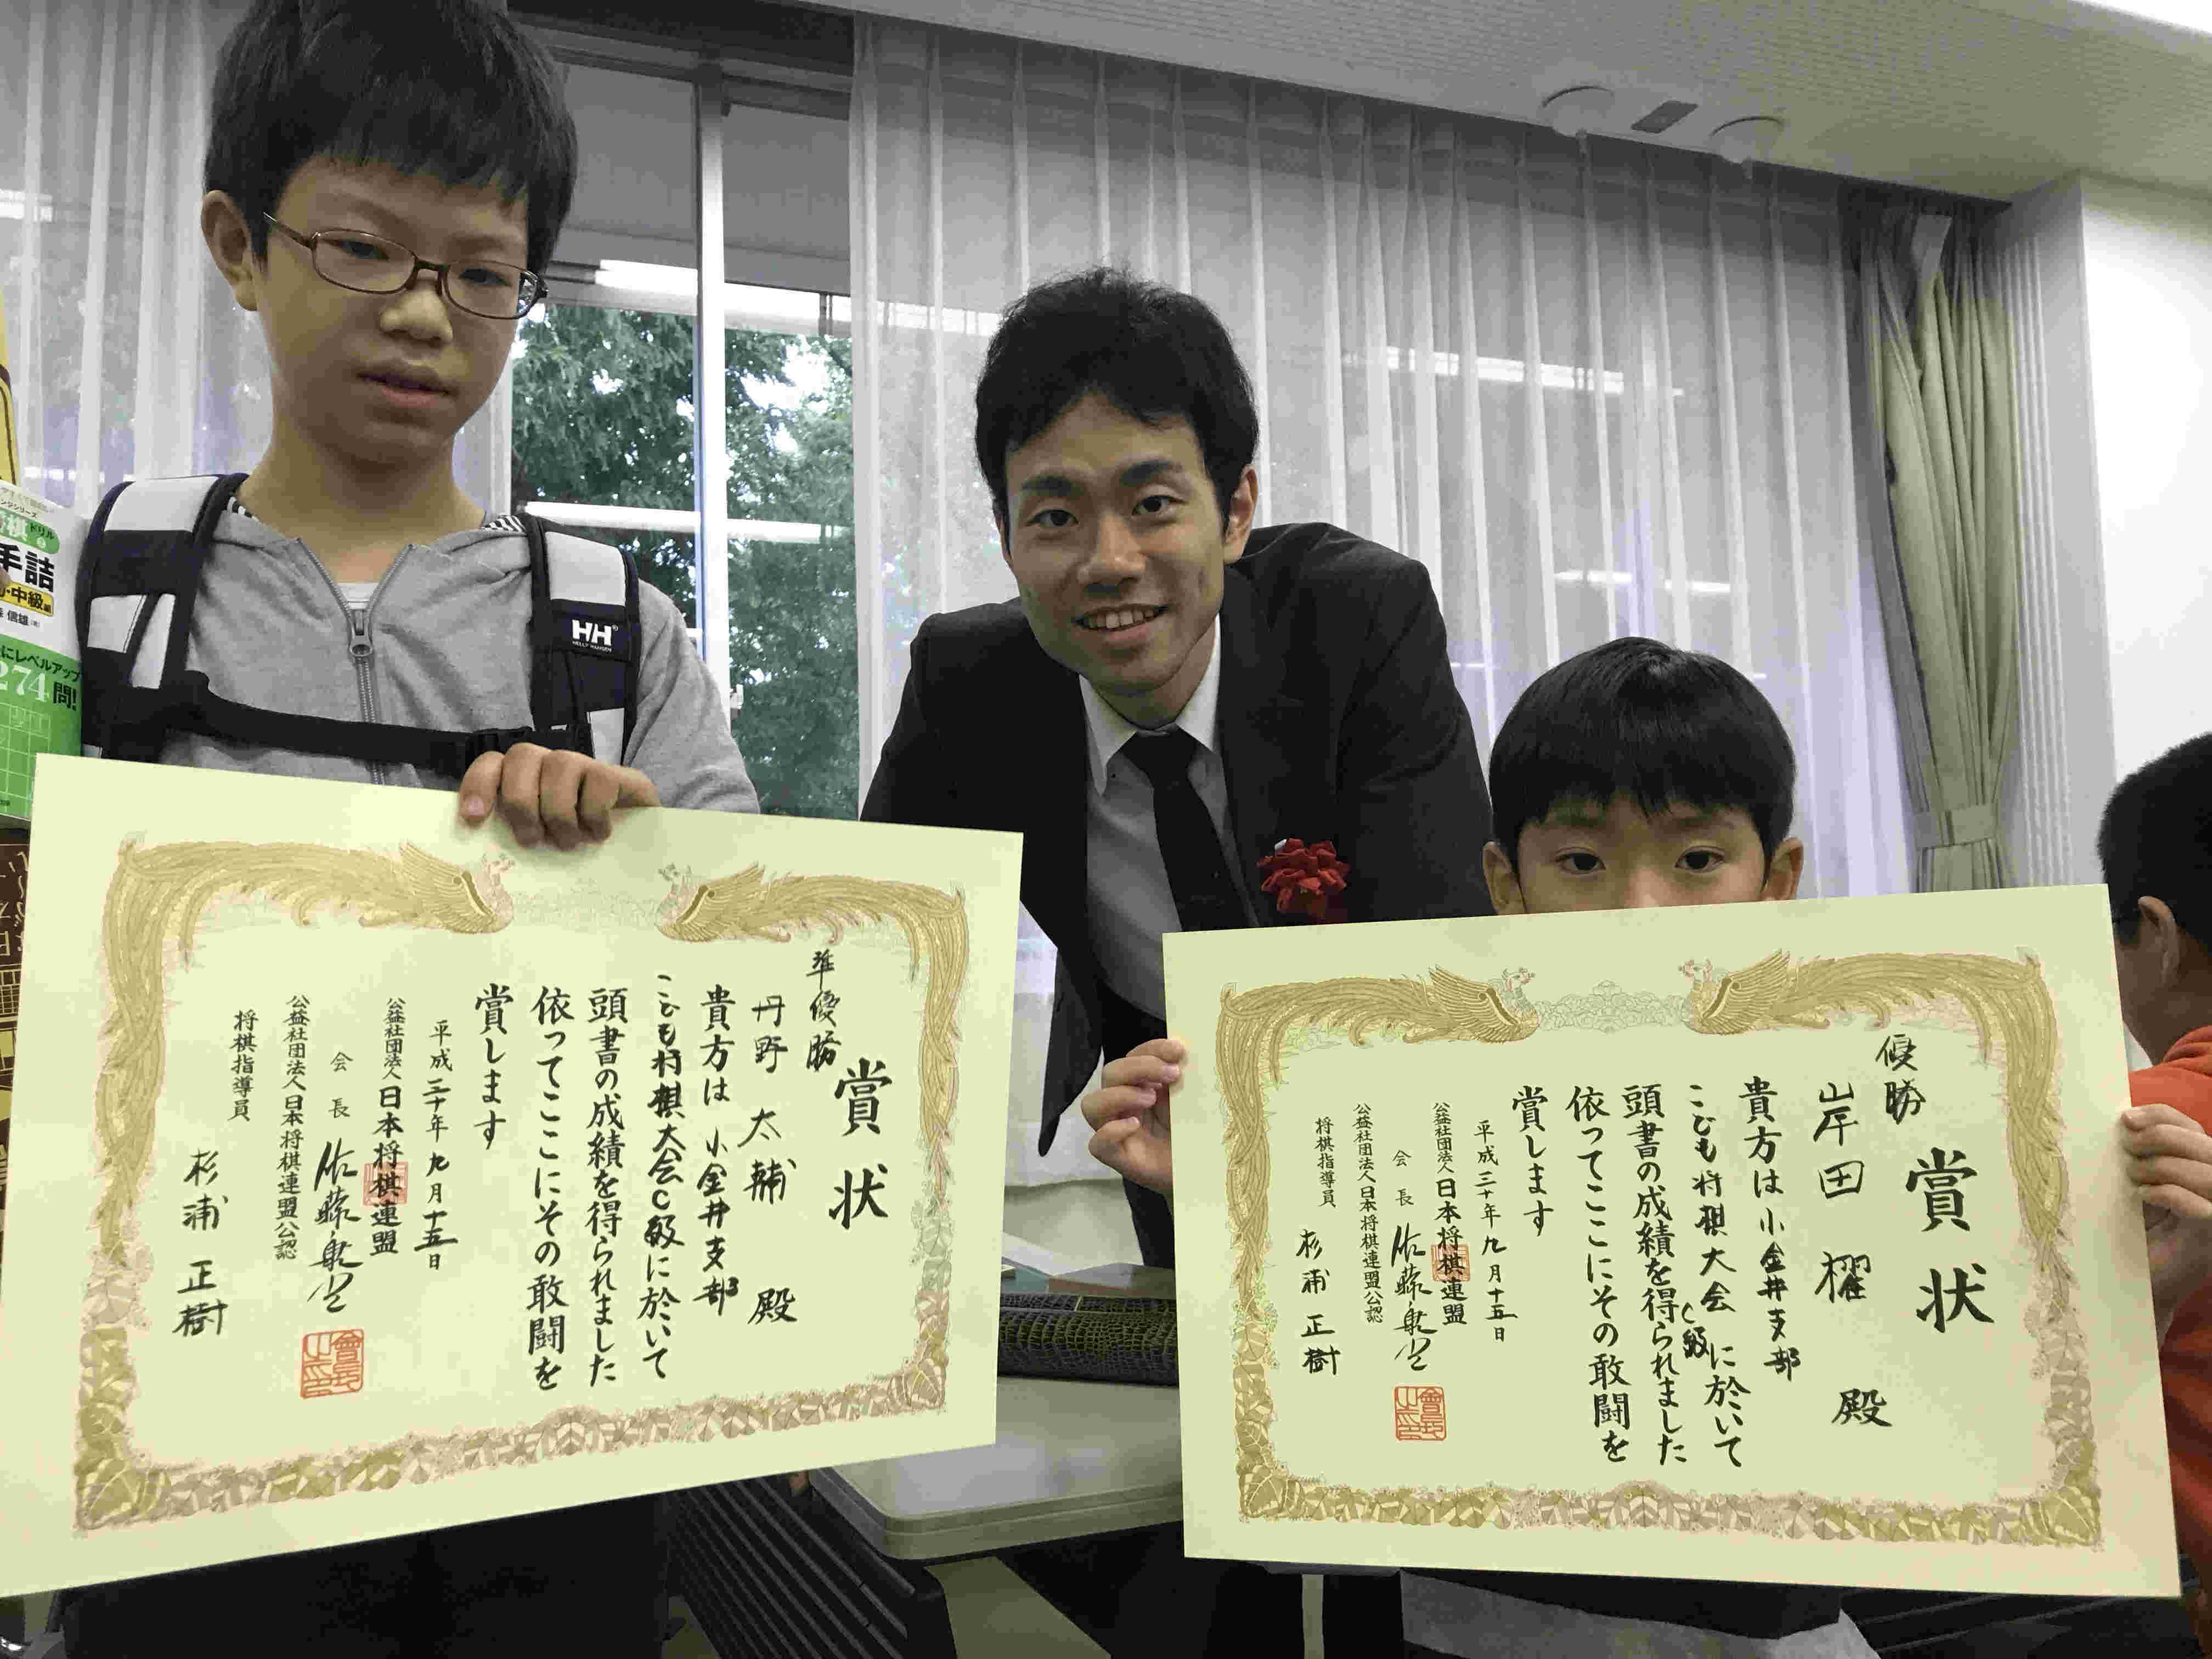 棋ドリル
手詰
中級編
信雄
にレベルアップ
274問!
HH
HELLY HANSEN
賞状
準優勝
丹野 太輔 殿
貴方は小金井支部
こども将棋大会C級に於いて
頭書の成績を得られました
依ってここにその敢闘を
賞します
平成三十年九月十五日
公益社団法人日本将棋連盟
会長 佐藤康光
公益社団法人日本将棋連盟公認
将棋指導員
杉浦正樹
賞状
優勝
岸田 櫂 殿
貴方は小金井支部
こども将棋大会C級に於いて
頭書の成績を得られました
依ってここにその敢闘を
賞します
平成三十年九月十五日
公益社団法人日本将棋連盟
会長 佐藤康光
公益社団法人日本将棋連盟公認
将棋指導員
杉浦正樹